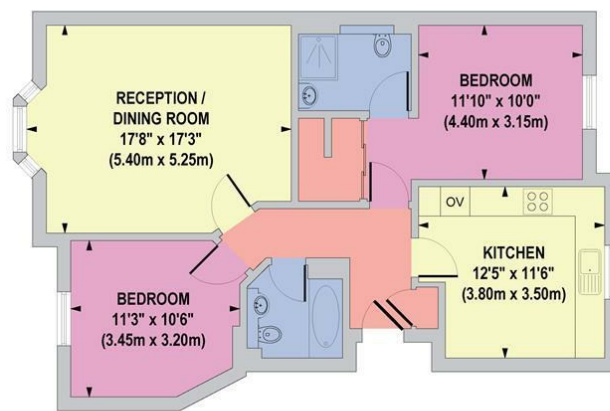 RECEPTION /
DINING ROOM
17'8" x 17'3"
(5.40m x 5.25m)
BEDROOM
11'10" x 10'0"
(4.40m x 3.15m)
OV
KITCHEN
12'5" x 11'6"
(3.80m x 3.50m)
BEDROOM
11'3" x 10'6"
(3.45m x 3.20m)